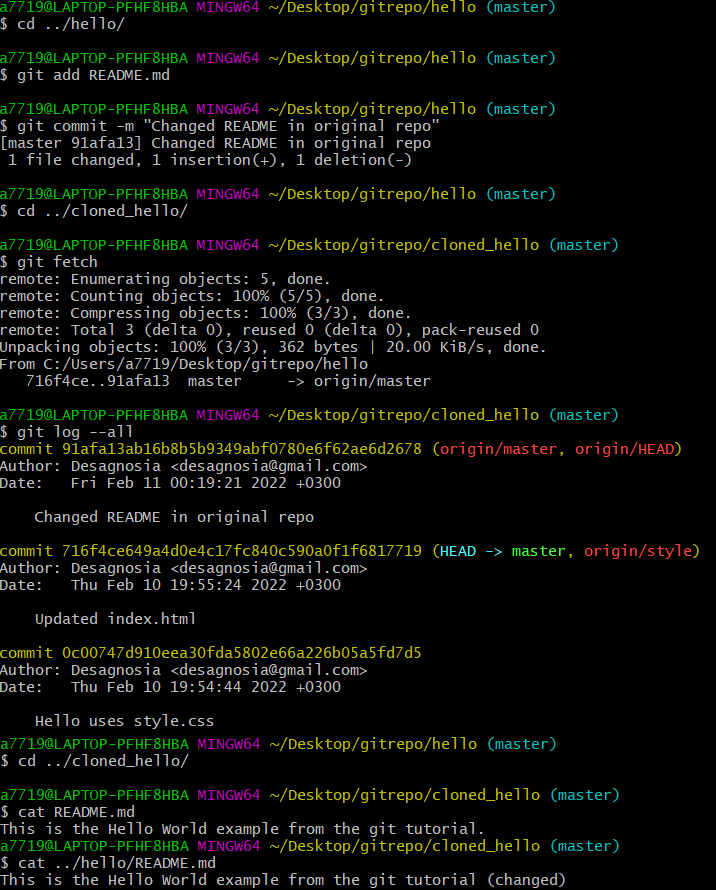 a7719@LAPTOP-PFHF8HBA MINGW64 ~/Desktop/gitrepo/hello (master)
$ cd ../hello/
a7719@LAPTOP-PFHF8HBA MINGW64 ~/Desktop/gitrepo/hello (master)
$ git add README.md
a7719@LAPTOP-PFHF8HBA MINGW64 ~/Desktop/gitrepo/hello (master)
$ git commit -m "Changed README in original repo"
[master 91afa13] Changed README in original repo
 1 file changed, 1 insertion(+), 1 deletion(-)
a7719@LAPTOP-PFHF8HBA MINGW64 ~/Desktop/gitrepo/hello (master)
$ cd ../cloned_hello/
a7719@LAPTOP-PFHF8HBA MINGW64 ~/Desktop/gitrepo/cloned_hello (master)
$ git fetch
remote: Enumerating objects: 5, done.
remote: Counting objects: 100% (5/5), done.
remote: Compressing objects: 100% (3/3), done.
remote: Total 3 (delta 0), reused 0 (delta 0), pack-reused 0
Unpacking objects: 100% (3/3), 362 bytes | 20.00 KiB/s, done.
From C:/Users/a7719/Desktop/gitrepo/hello
   716f4ce..91afa13  master     -> origin/master
a7719@LAPTOP-PFHF8HBA MINGW64 ~/Desktop/gitrepo/cloned_hello (master)
$ git log --all
commit 91afa13ab16b8b5b9349abf0780e6f62ae6d2678 (origin/master, origin/HEAD)
Author: Desagnosia <desagnosia@gmail.com>
Date:   Fri Feb 11 00:19:21 2022 +0300
    Changed README in original repo
commit 716f4ce649a4d0e4c17fc840c590a0f1f6817719 (HEAD -> master, origin/style)
Author: Desagnosia <desagnosia@gmail.com>
Date:   Thu Feb 10 19:55:24 2022 +0300
    Updated index.html
commit 0c00747d910eea30fda5802e66a226b05a5fd7d5
Author: Desagnosia <desagnosia@gmail.com>
Date:   Thu Feb 10 19:54:44 2022 +0300
    Hello uses style.css
a7719@LAPTOP-PFHF8HBA MINGW64 ~/Desktop/gitrepo/hello (master)
$ cd ../cloned_hello/
a7719@LAPTOP-PFHF8HBA MINGW64 ~/Desktop/gitrepo/cloned_hello (master)
$ cat README.md
This is the Hello World example from the git tutorial.
a7719@LAPTOP-PFHF8HBA MINGW64 ~/Desktop/gitrepo/cloned_hello (master)
$ cat ../hello/README.md
This is the Hello World example from the git tutorial (changed)